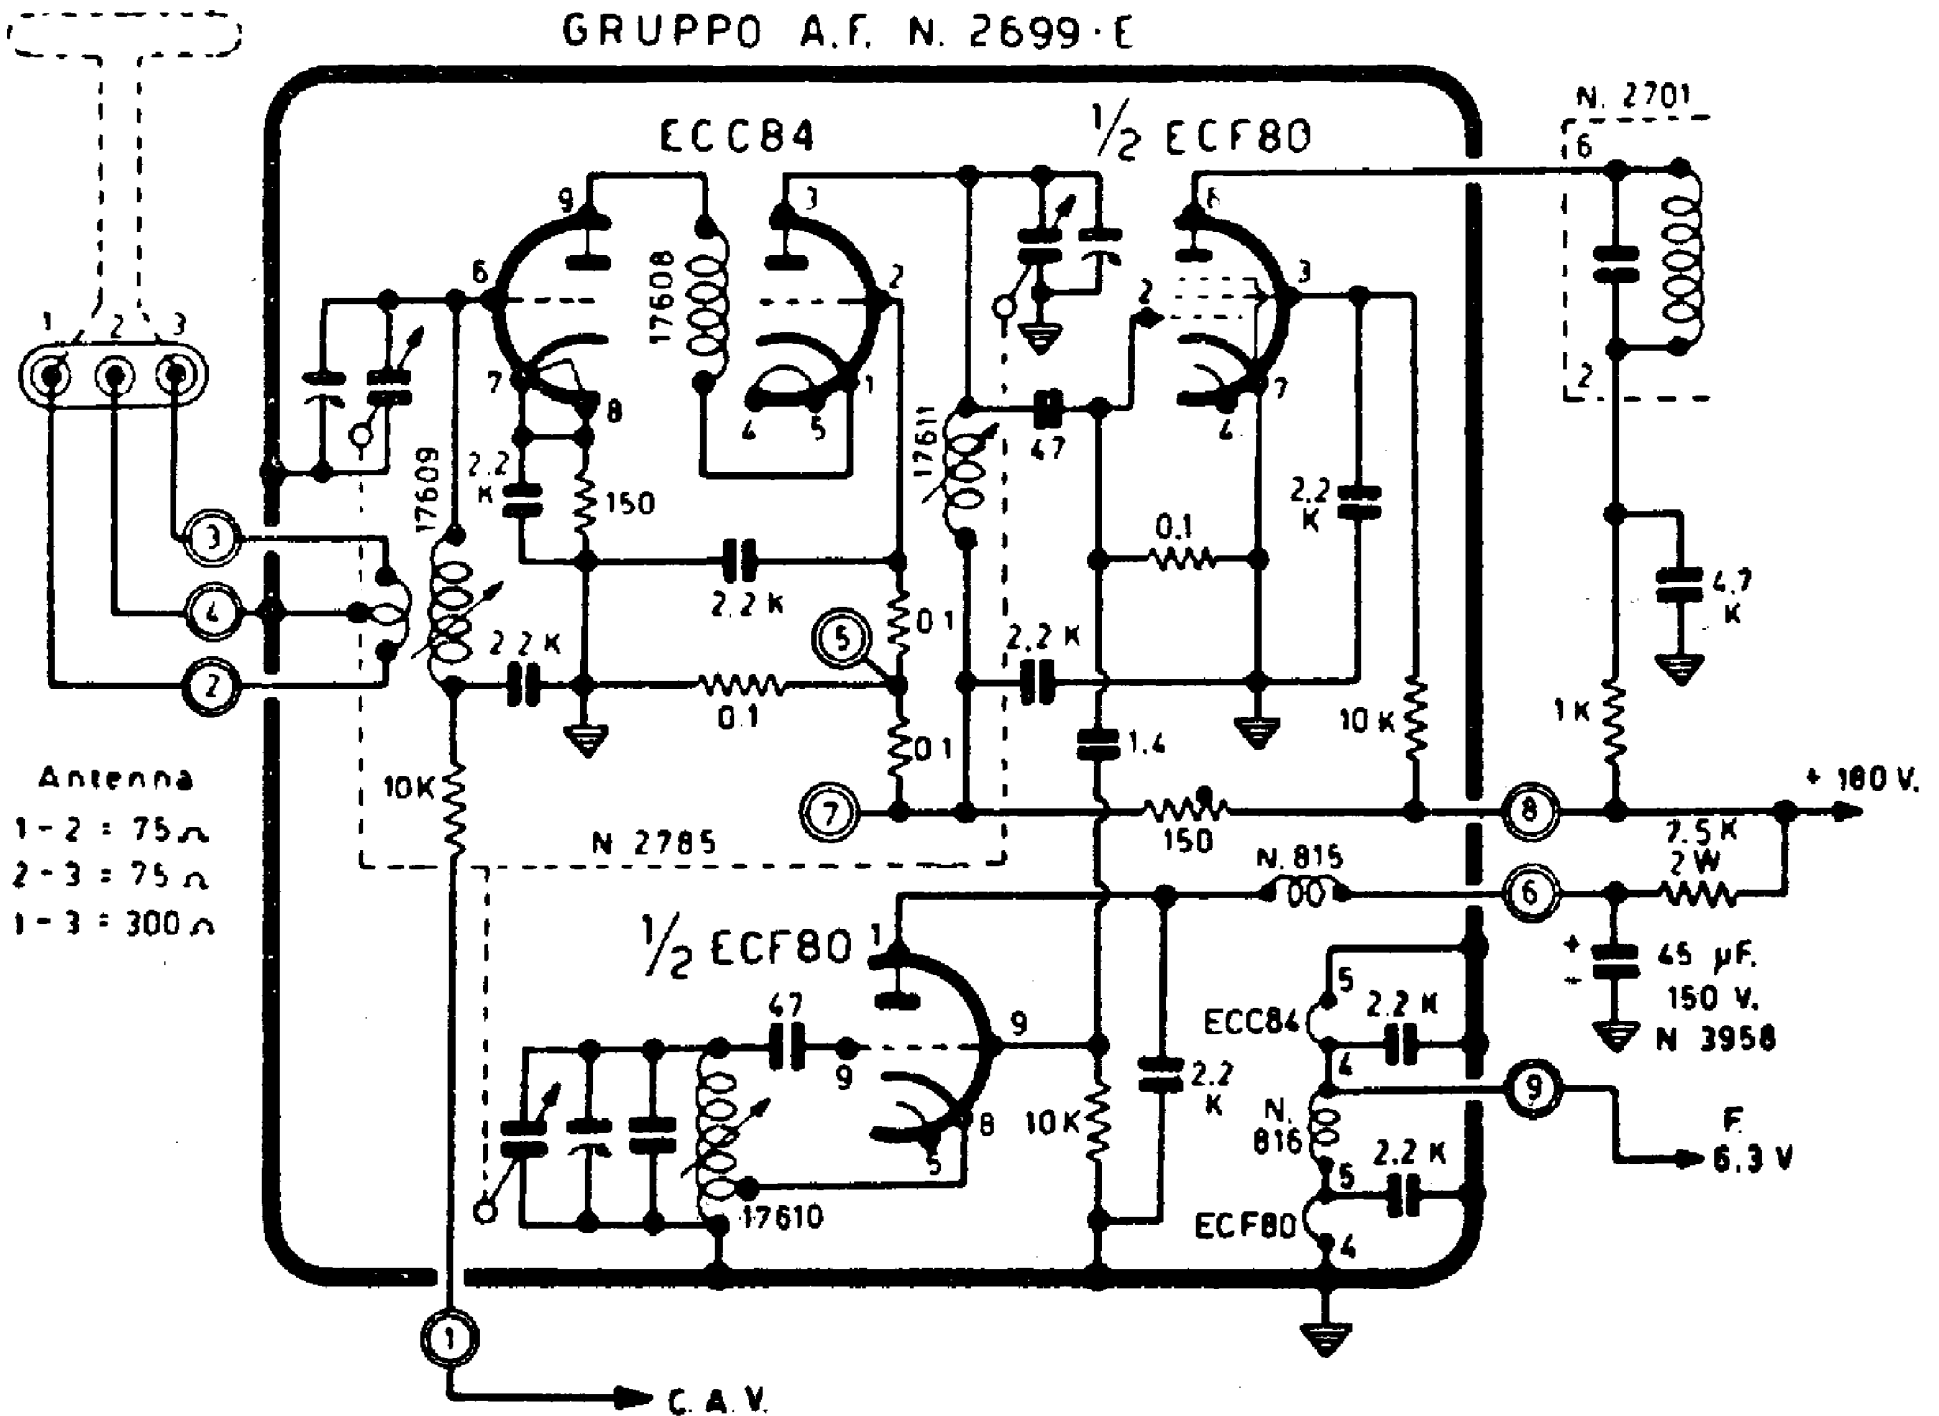 GRUPPO A.F. N. 2699·E
N. 2701
ECC84
1/2 ECF80
6
9
3
6
6
2
3
17608
2
1 2 3
7
8
1
4 5
7
4
2
17609
2.2 K
150
17611
47
2.2 K
0.1
3
4
2
2.2 K
2.2 K
0.1
5
0.1
2.2 K
4.7 K
0.1
10 K
1 K
1.4
Antenna
1 - 2 = 75 Ω
2 - 3 = 75 Ω
1 - 3 = 300 Ω
10K
7
150
8
+ 180 V.
N 2785
N. 815
7.5 K
2 W
6
1/2 ECF80
1
+
-
45 µF.
150 V.
N 3958
47
9
9
8
5
10 K
2.2 K
5
ECC84
2.2 K
4
9
N. 816
F.
6.3 V
2.2 K
5
ECF80
4
17610
1
C. A. V.